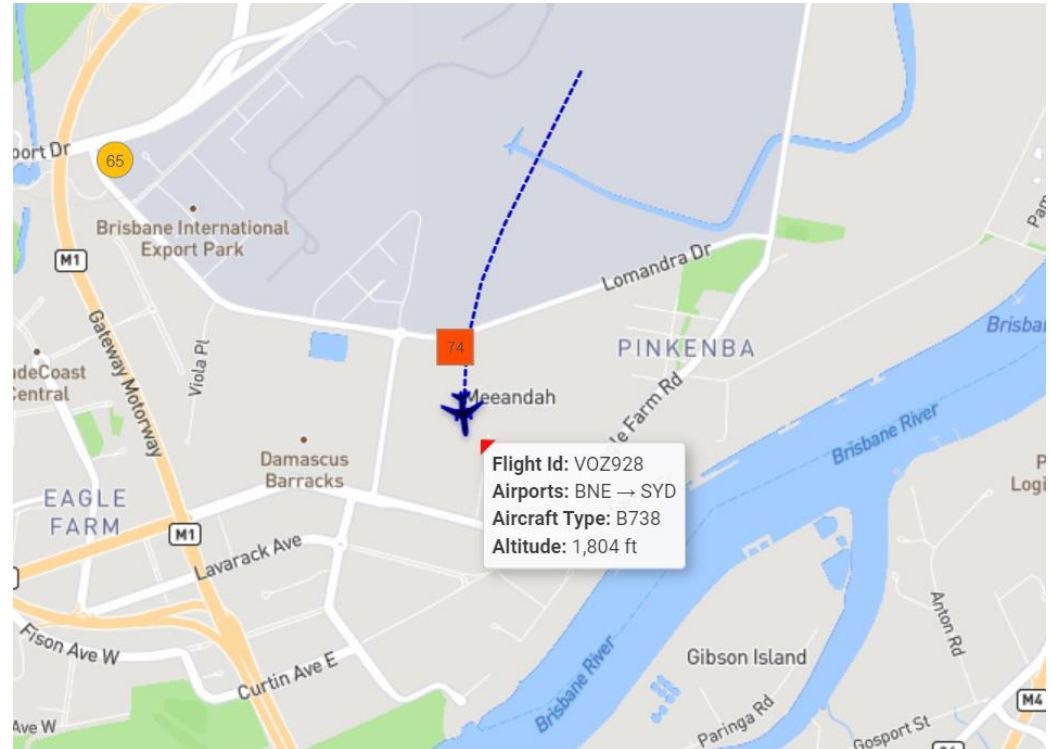 port Dr
65
Brisbane International
Export Park
M1
Gateway Motorway
Viola Pl
Lomandra Dr
PINKENBA
Brisba
adeCoast
Central
74
Meeandah
le Farm Rd
Brisbane River
Damascus
Barracks
Flight Id: VOZ928
Airports: BNE → SYD
Aircraft Type: B738
Altitude: 1,804 ft
EAGLE
FARM
M1
Lavarack Ave
P
Logi
Pam
Fison Ave W
Curtin Ave E
Brisbane River
Gibson Island
Anton Rd
M4
Ave W
Paringa Rd
Gosport St